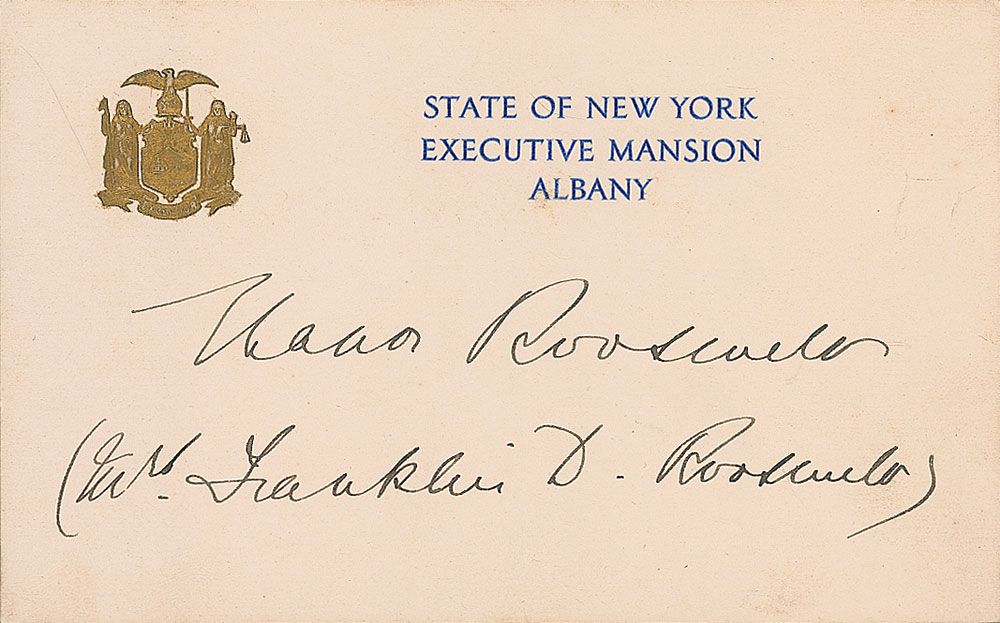 STATE OF NEW YORK
EXECUTIVE MANSION
ALBANY
Eleanor Roosevelt
(Mrs. Franklin D. Roosevelt)